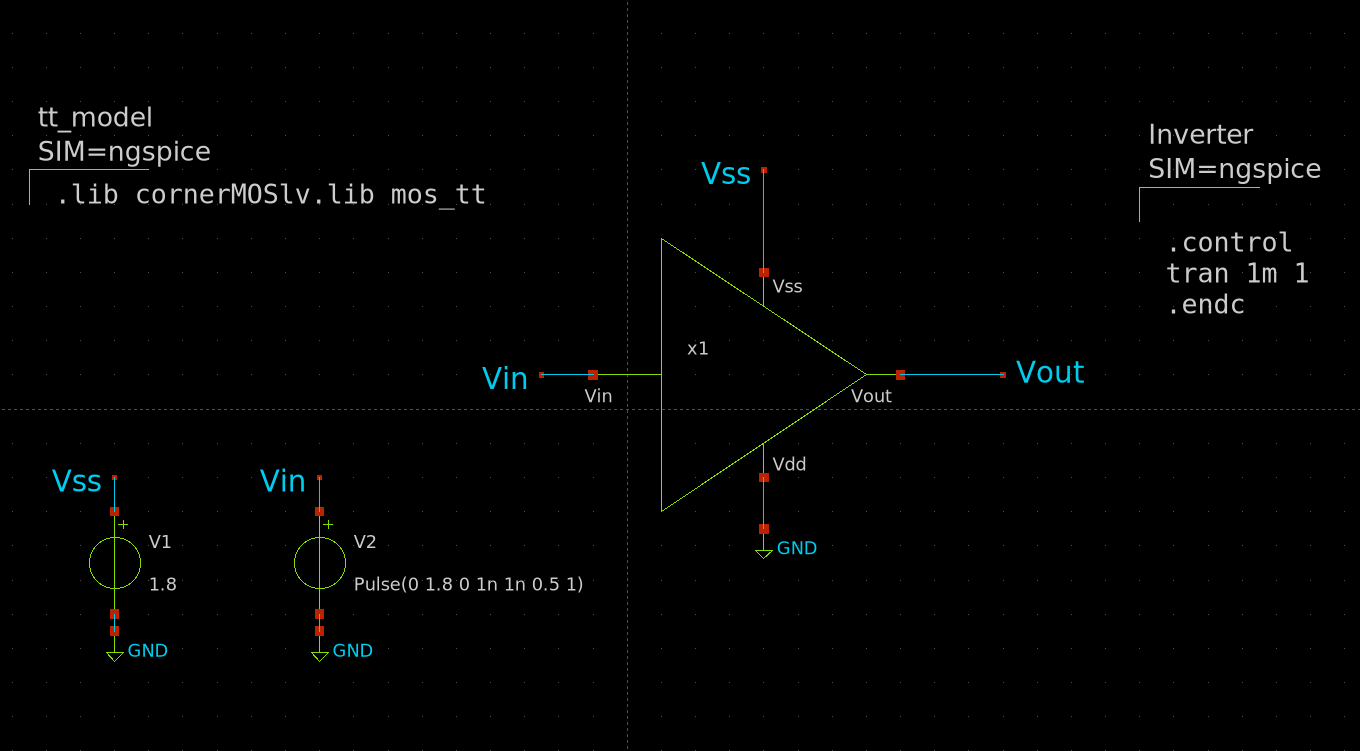 tt_model
SIM=ngspice
.lib cornerMOSlv.lib mos_tt
Inverter
SIM=ngspice
.control
tran 1m 1
.endc
Vss
Vss
x1
Vin
Vin
Vout
Vout
Vdd
GND
Vss
V1
1.8
GND
Vin
V2
Pulse(0 1.8 0 1n 1n 0.5 1)
GND